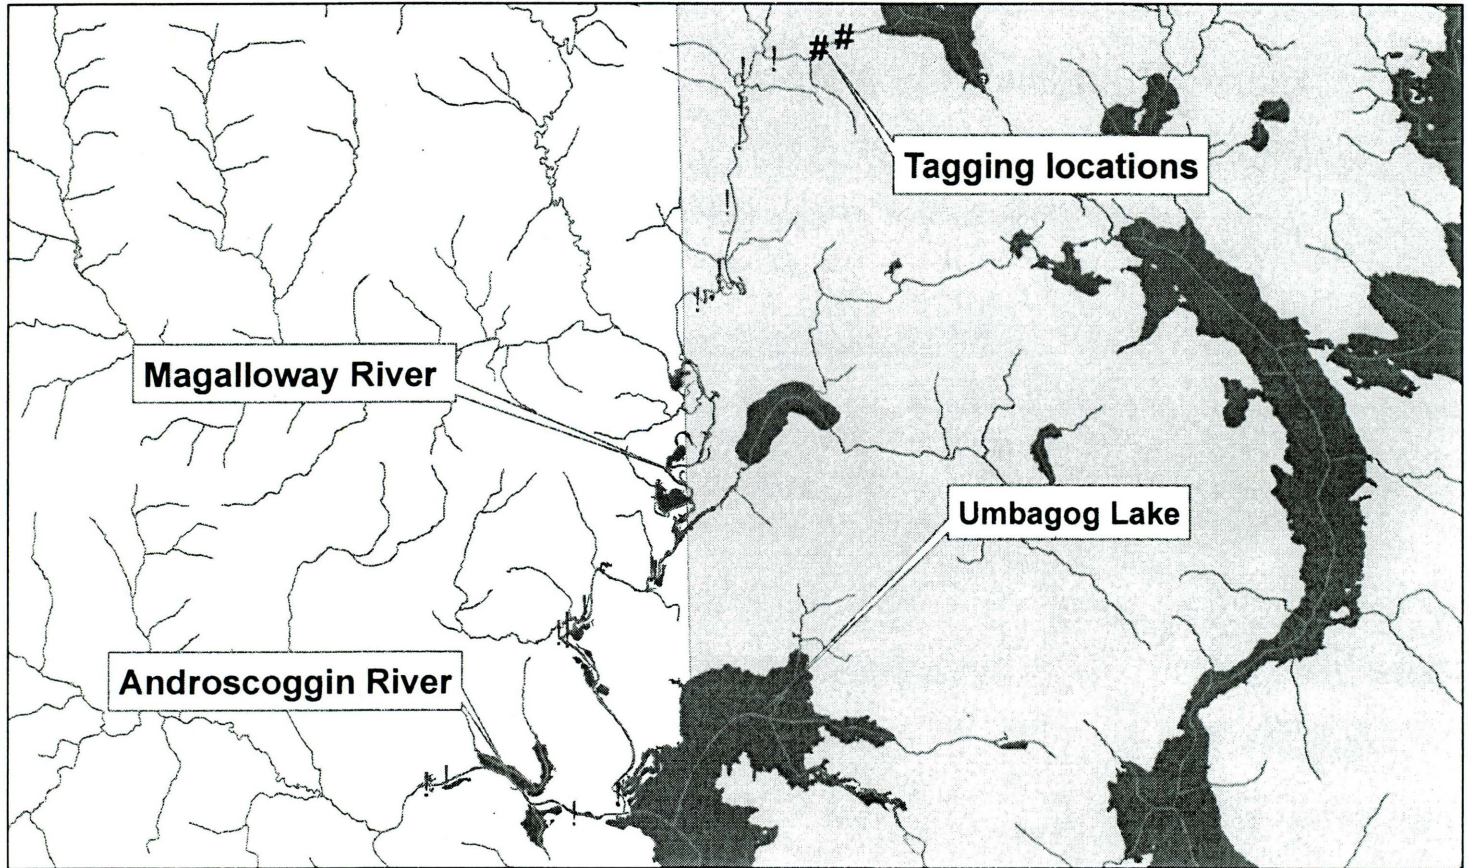 # #
Tagging locations
Magalloway River
Umbagog Lake
Androscoggin River